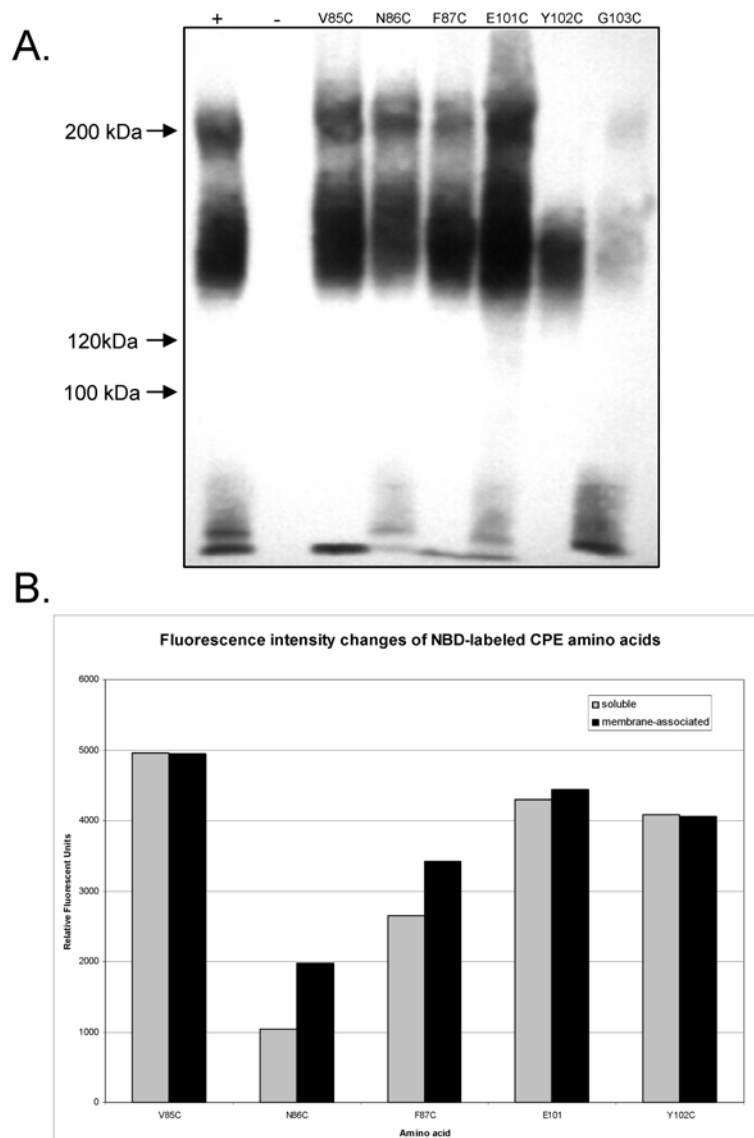 A.
+ - V85C N86C F87C E101C Y102C G103C
200 kDa
120kDa
100 kDa
B.
Fluorescence intensity changes of NBD-labeled CPE amino acids
6000
soluble
membrane-associated
5000
4000
3000
2000
1000
0
Relative Fluorescent Units
V85C N86C F87C E101 Y102C
Amino acid